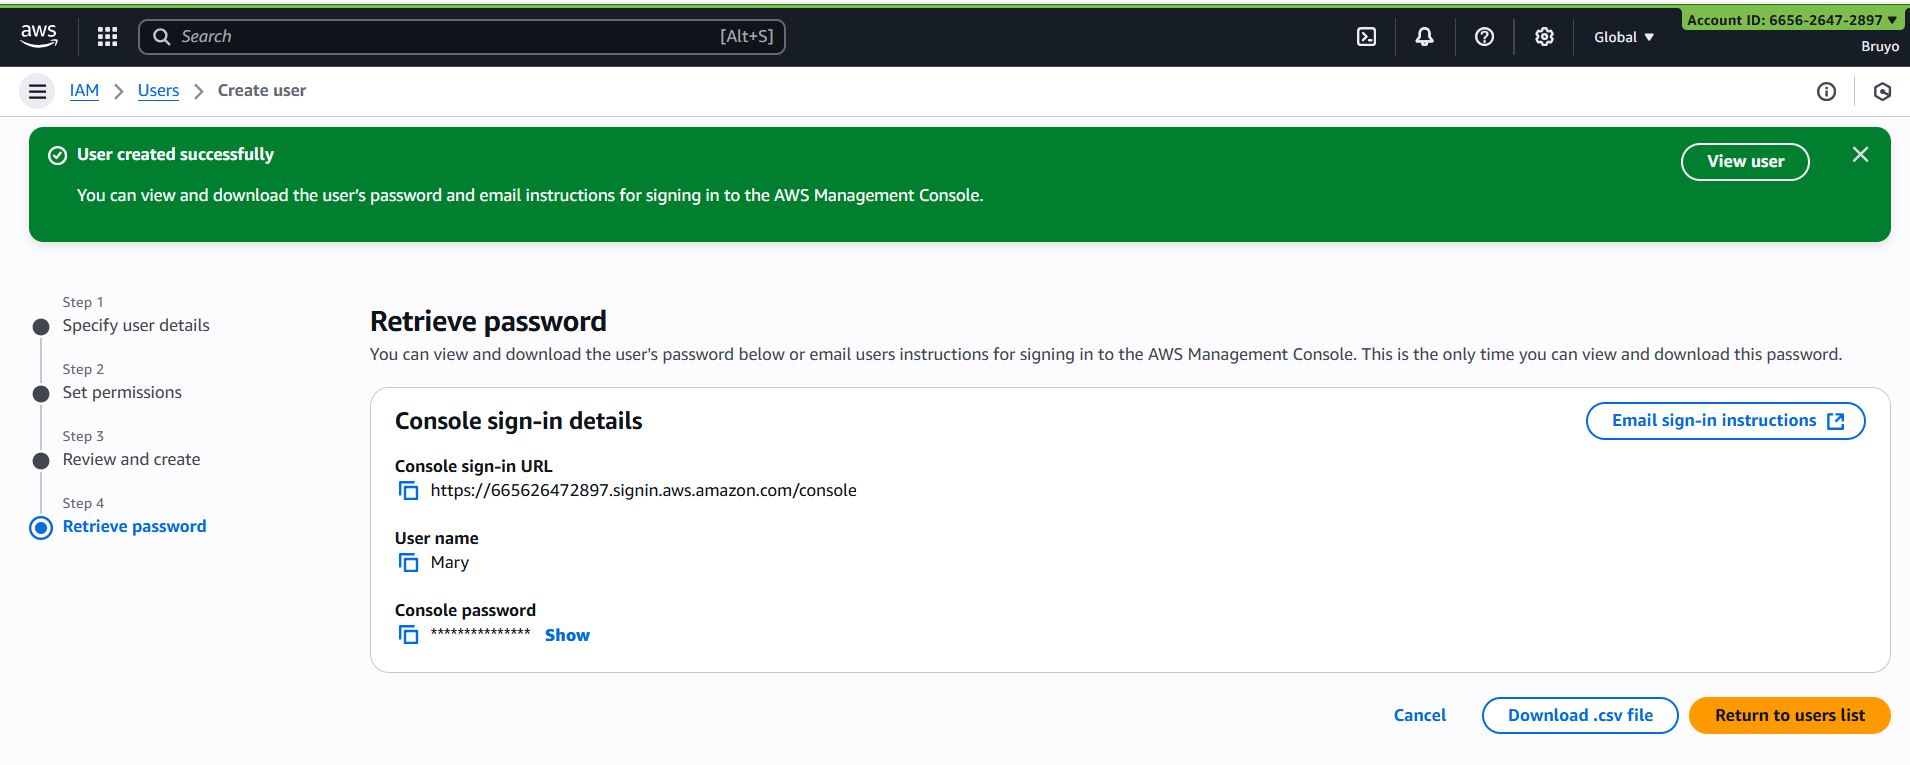 aws
Search [Alt+S]
Global
Account ID: 6656-2647-2897
Bruyo
IAM > Users > Create user
User created successfully
You can view and download the user's password and email instructions for signing in to the AWS Management Console.
View user
Step 1
Specify user details
Step 2
Set permissions
Step 3
Review and create
Step 4
Retrieve password
Retrieve password
You can view and download the user's password below or email users instructions for signing in to the AWS Management Console. This is the only time you can view and download this password.
Console sign-in details
Email sign-in instructions
Console sign-in URL
https://665626472897.signin.aws.amazon.com/console
User name
Mary
Console password
*************** Show
Cancel
Download .csv file
Return to users list